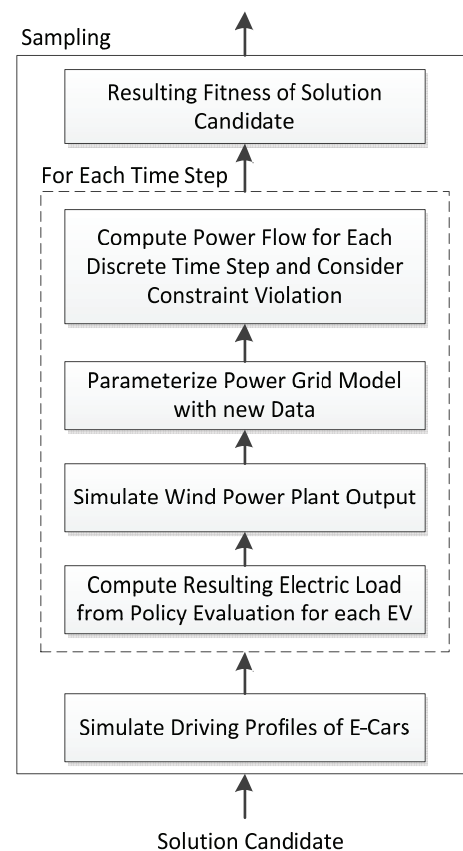 Sampling
Resulting Fitness of Solution
Candidate
For Each Time Step
Compute Power Flow for Each
Discrete Time Step and Consider
Constraint Violation
Parameterize Power Grid Model
with new Data
Simulate Wind Power Plant Output
Compute Resulting Electric Load
from Policy Evaluation for each EV
Simulate Driving Profiles of E-Cars
Solution Candidate